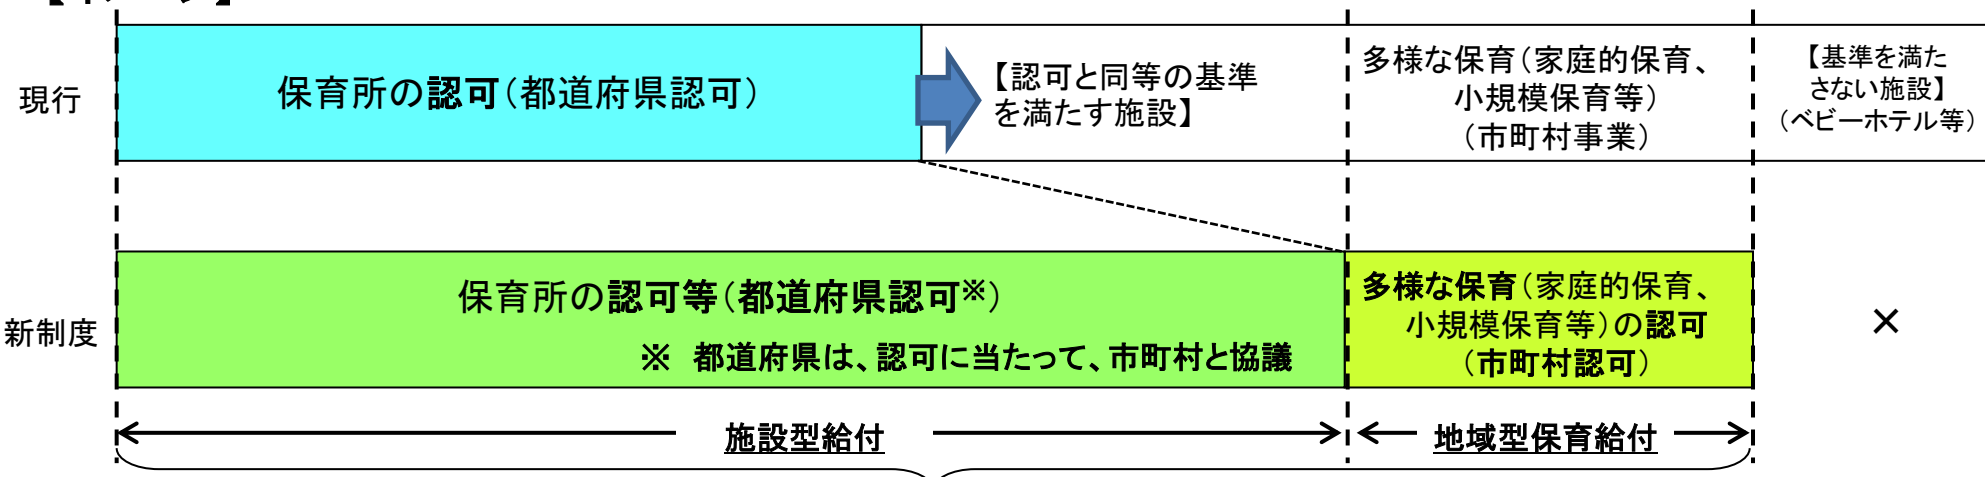 現行
保育所の認可(都道府県認可)
【認可と同等の基準
を満たす施設】
多様な保育(家庭的保育、
小規模保育等)
(市町村事業)
【基準を満た
さない施設】
(ベビーホテル等)
新制度
保育所の認可等(都道府県認可※)
※ 都道府県は、認可に当たって、市町村と協議
多様な保育(家庭的保育、
小規模保育等)の認可
(市町村認可)
×
施設型給付
地域型保育給付